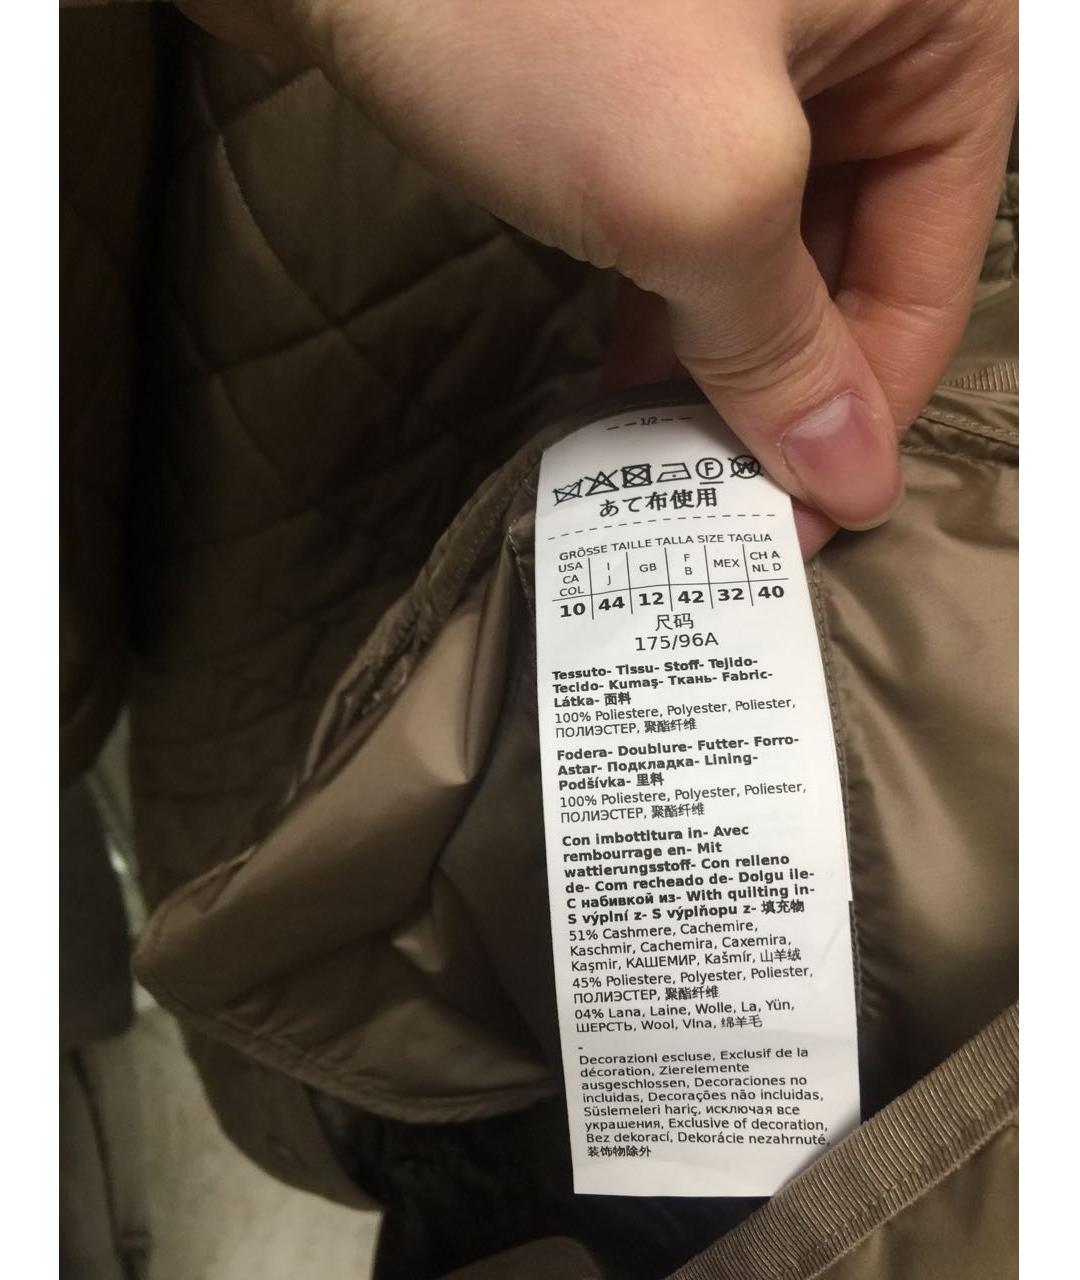 1/2
F W
あて布使用
GRÖSSE TAILLE TALLA SIZE TAGLIA
USA CA COL I J GB F B MEX CH A NL D
10 44 12 42 32 40
尺码
175/96A
Tessuto- Tissu- Stoff- Tejido-
Tecido- Kumaş- Ткань- Fabric-
Látka- 面料
100% Poliestere, Polyester, Poliester,
ПОЛИЭСТЕР, 聚酯纤维
Fodera- Doublure- Futter- Forro-
Astar- Подкладка- Lining-
Podšívka- 里料
100% Poliestere, Polyester, Poliester,
ПОЛИЭСТЕР, 聚酯纤维
Con imbottitura in- Avec
rembourrage en- Mit
wattierungsstoff- Con relleno
de- Com recheado de- Dolgu ile-
С набивкой из- With quilting in-
S výplní z- S výplňopu z- 填充物
51% Cashmere, Cachemire,
Kaschmir, Cachemira, Caxemira,
Kaşmir, КАШЕМИР, Kašmír, 山羊绒
45% Poliestere, Polyester, Poliester,
ПОЛИЭСТЕР, 聚酯纤维
04% Lana, Laine, Wolle, La, Yün,
ШЕРСТЬ, Wool, Vlna, 绵羊毛
-
Decorazioni escluse, Exclusif de la
décoration, Zierelemente
ausgeschlossen, Decoraciones no
incluidas, Decorações não incluidas,
Süslemeleri hariç, исключая все
украшения, Exclusive of decoration,
Bez dekorací, Dekorácie nezahrnuté,
装饰物除外